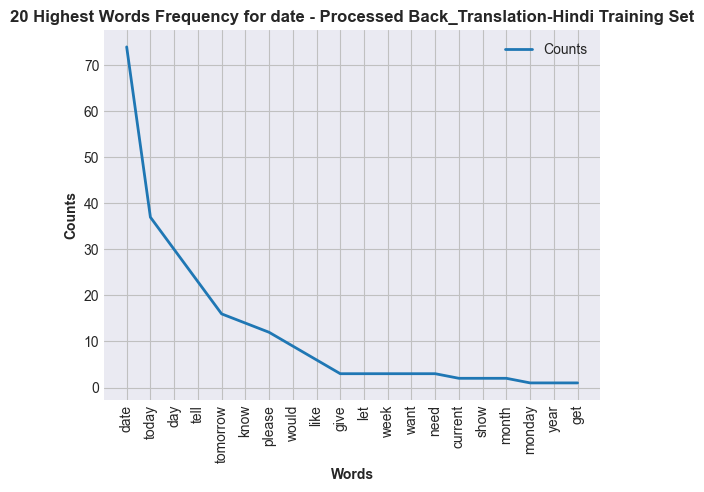 20 Highest Words Frequency for date - Processed Back_Translation-Hindi Training Set
Counts
70
60
50
40
30
20
10
0
Counts
date
today
day
tell
tomorrow
know
please
would
like
give
let
week
want
need
current
show
month
monday
year
get
Words